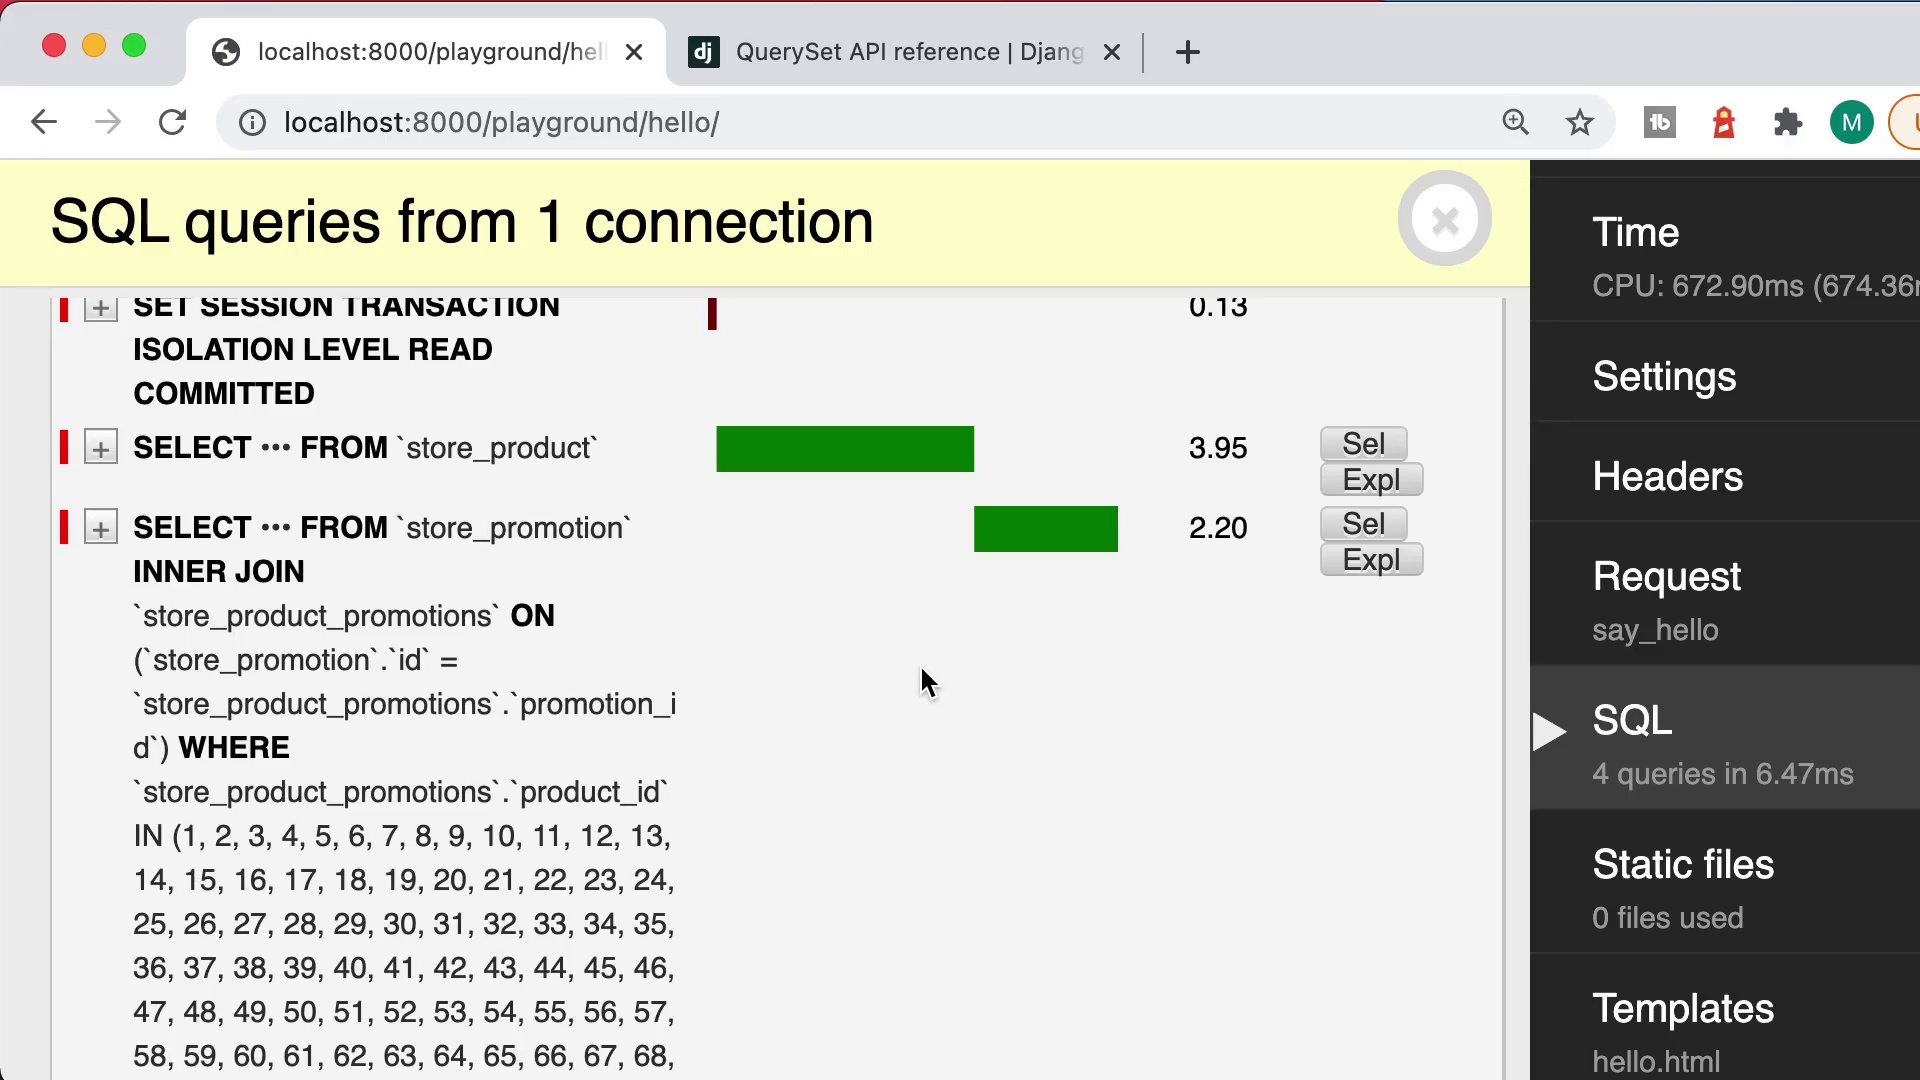 localhost:8000/playground/hel
QuerySet API reference | Djang
localhost:8000/playground/hello/
SQL queries from 1 connection
SET SESSION TRANSACTION
ISOLATION LEVEL READ
COMMITTED
0.13
+ SELECT ··· FROM `store_product`
3.95
Sel
Expl
+ SELECT ··· FROM `store_promotion`
INNER JOIN
`store_product_promotions` ON
(`store_promotion`.`id` =
`store_product_promotions`.`promotion_i
d`) WHERE
`store_product_promotions`.`product_id`
IN (1, 2, 3, 4, 5, 6, 7, 8, 9, 10, 11, 12, 13,
14, 15, 16, 17, 18, 19, 20, 21, 22, 23, 24,
25, 26, 27, 28, 29, 30, 31, 32, 33, 34, 35,
36, 37, 38, 39, 40, 41, 42, 43, 44, 45, 46,
47, 48, 49, 50, 51, 52, 53, 54, 55, 56, 57,
58, 59, 60, 61, 62, 63, 64, 65, 66, 67, 68,
2.20
Sel
Expl
Time
CPU: 672.90ms (674.36
Settings
Headers
Request
say_hello
SQL
4 queries in 6.47ms
Static files
0 files used
Templates
hello.html
dj
tb
M